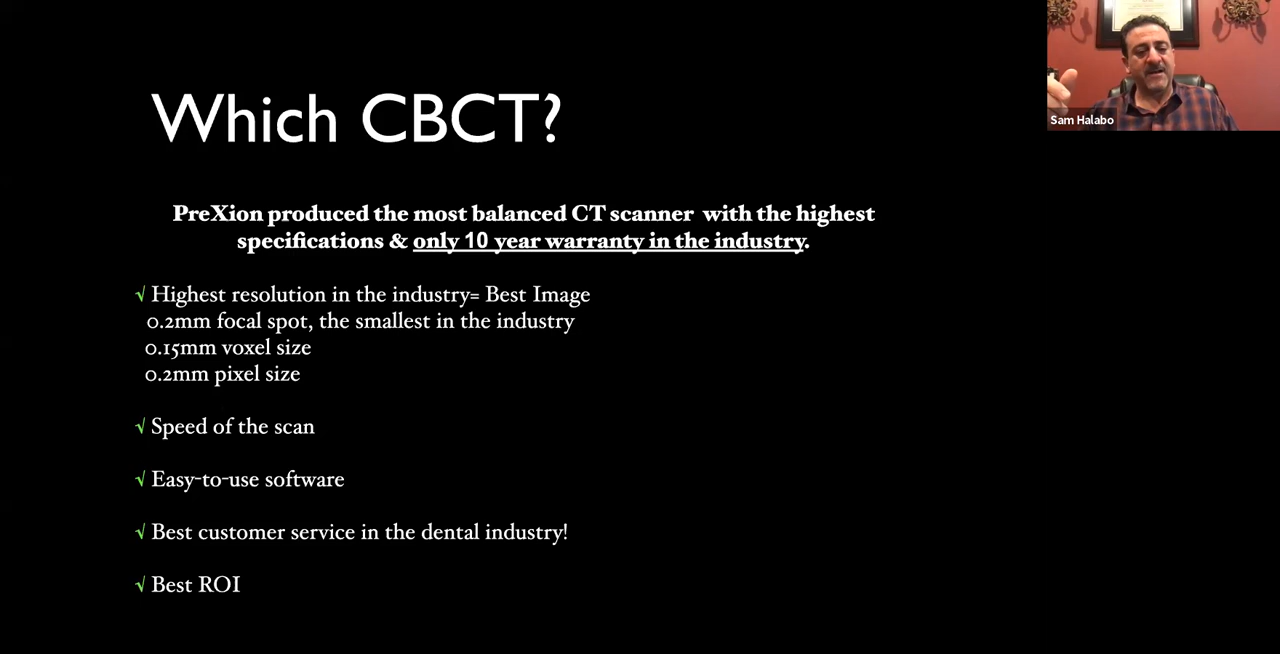 Which CBCT?
Sam Halabo
PreXion produced the most balanced CT scanner with the highest
specifications & only 10 year warranty in the industry.
√ Highest resolution in the industry= Best Image
0.2mm focal spot, the smallest in the industry
0.15mm voxel size
0.2mm pixel size
√ Speed of the scan
√ Easy-to-use software
√ Best customer service in the dental industry!
√ Best ROI